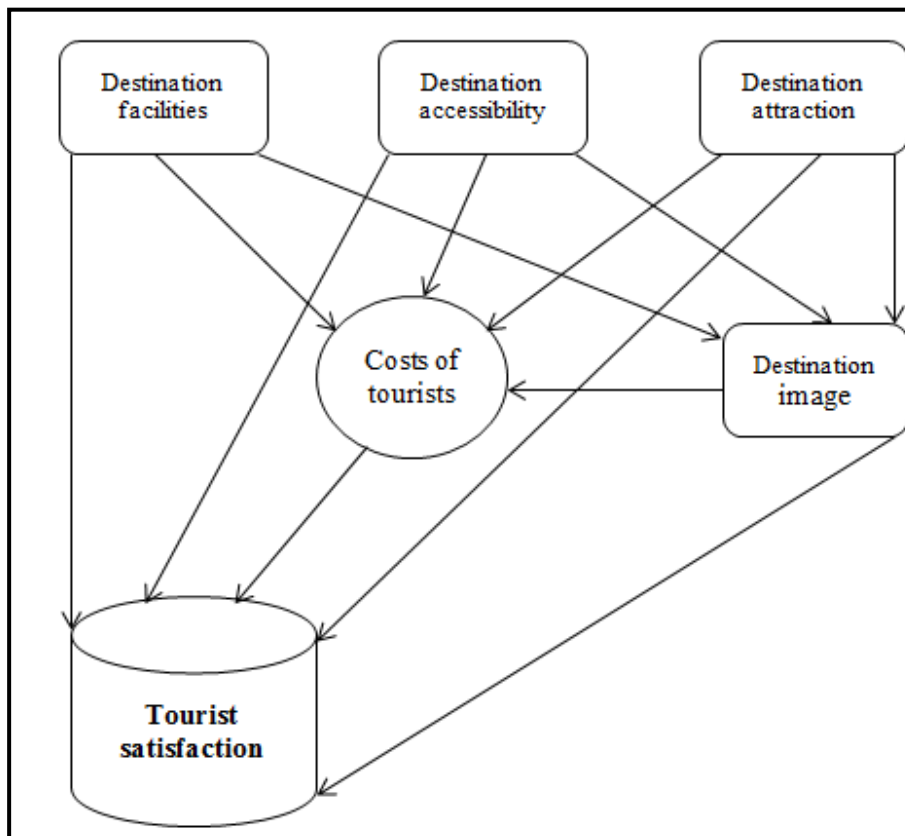 Destination
facilities
Destination
accessibility
Destination
attraction
Costs of
tourists
Destination
image
Tourist
satisfaction